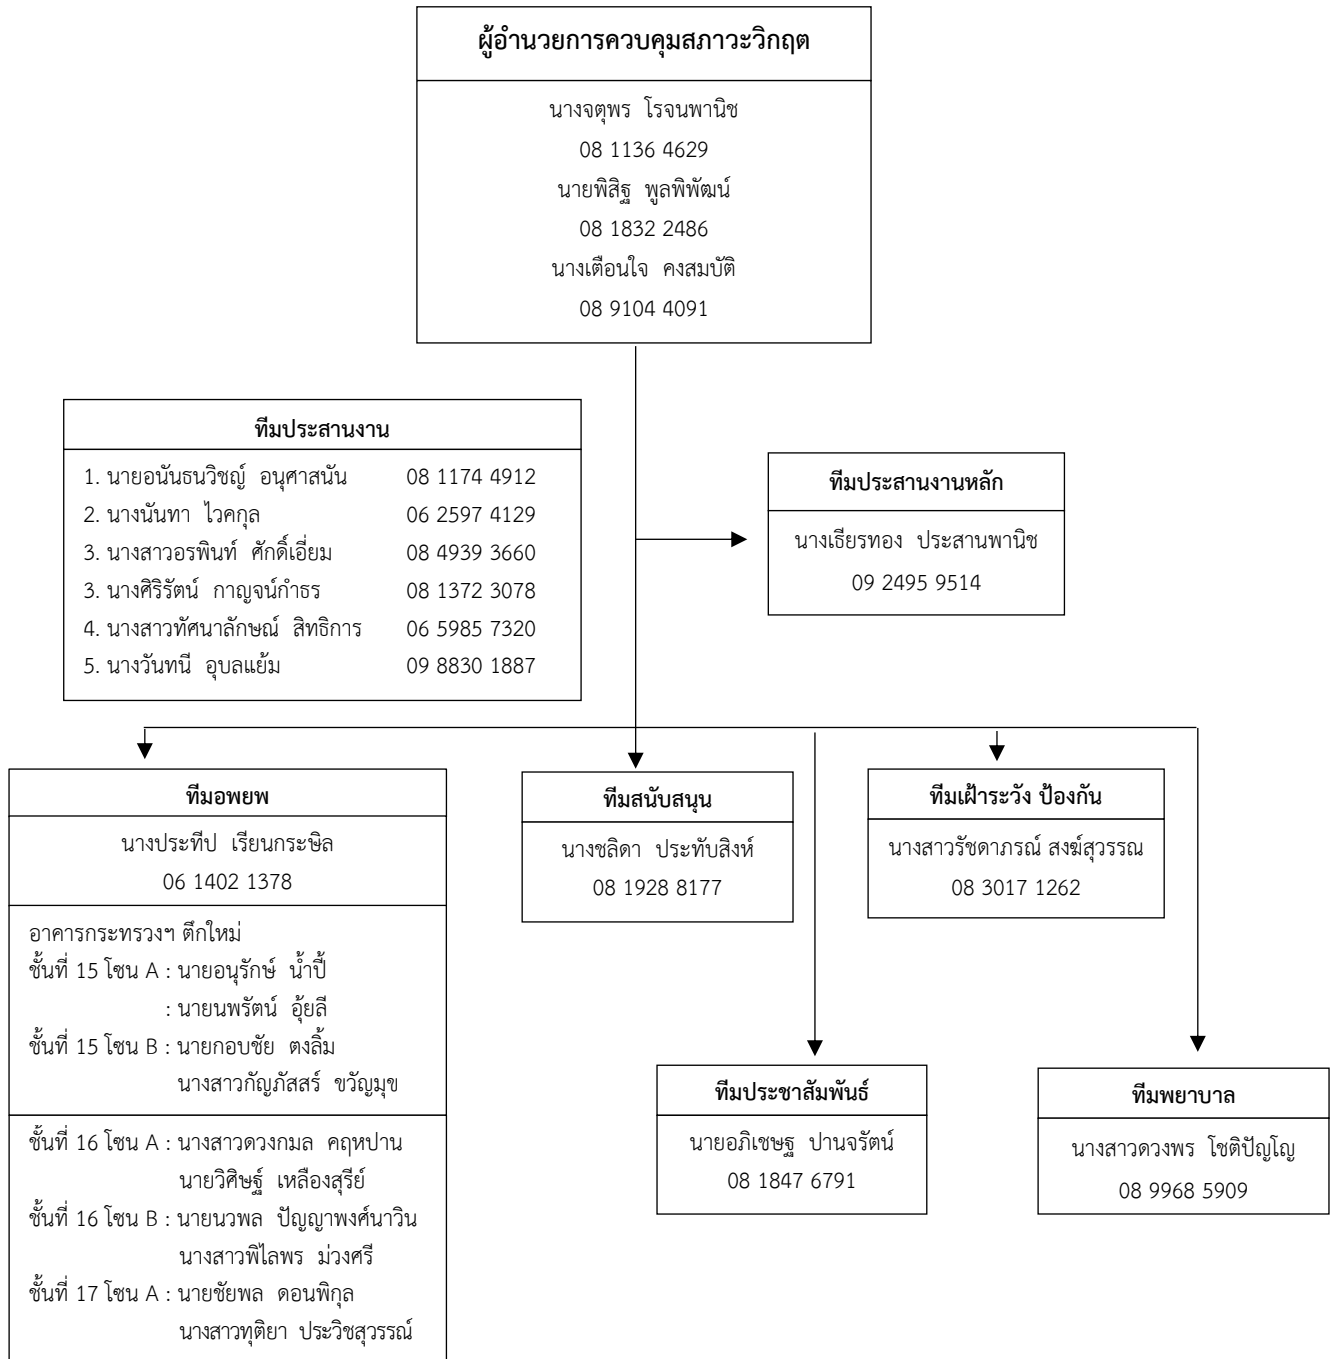 ผู้อำนวยการควบคุมสภาวะวิกฤต
นางจตุพร โรจนพานิช
08 1136 4629
นายพิสิฐ พูลพิพัฒน์
08 1832 2486
นางเตือนใจ คงสมบัติ
08 9104 4091
ทีมประสานงาน
1. นายอนันธนวิชญ์ อนุศาสนัน 08 1174 4912
2. นางนันทา ไวคกุล 06 2597 4129
3. นางสาวอรพินท์ ศักดิ์เอี่ยม 08 4939 3660
3. นางศิริรัตน์ กาญจน์กำธร 08 1372 3078
4. นางสาวทัศนาลักษณ์ สิทธิการ 06 5985 7320
5. นางวันทนี อุบลแย้ม 09 8830 1887
ทีมประสานงานหลัก
นางเธียรทอง ประสานพานิช
09 2495 9514
ทีมอพยพ
นางประทีป เรียนกระษิล
06 1402 1378
อาคารกระทรวงฯ ตึกใหม่
ชั้นที่ 15 โซน A : นายอนุรักษ์ น้ำปี้
: นายนพรัตน์ อุ้ยลี
ชั้นที่ 15 โซน B : นายกอบชัย ตงลิ้ม
นางสาวกัญภัสสร์ ขวัญมุข
ชั้นที่ 16 โซน A : นางสาวดวงกมล คฤหปาน
นายวิศิษฐ์ เหลืองสุรีย์
ชั้นที่ 16 โซน B : นายนวพล ปัญญาพงศ์นาวิน
นางสาวพิไลพร ม่วงศรี
ชั้นที่ 17 โซน A : นายชัยพล ดอนพิกุล
นางสาวทุติยา ประวิชสุวรรณ์
ทีมสนับสนุน
นางชลิดา ประทับสิงห์
08 1928 8177
ทีมเฝ้าระวัง ป้องกัน
นางสาวรัชดาภรณ์ สงฆ์สุวรรณ
08 3017 1262
ทีมประชาสัมพันธ์
นายอภิเชษฐ ปานจรัตน์
08 1847 6791
ทีมพยาบาล
นางสาวดวงพร โชติปัญโญ
08 9968 5909